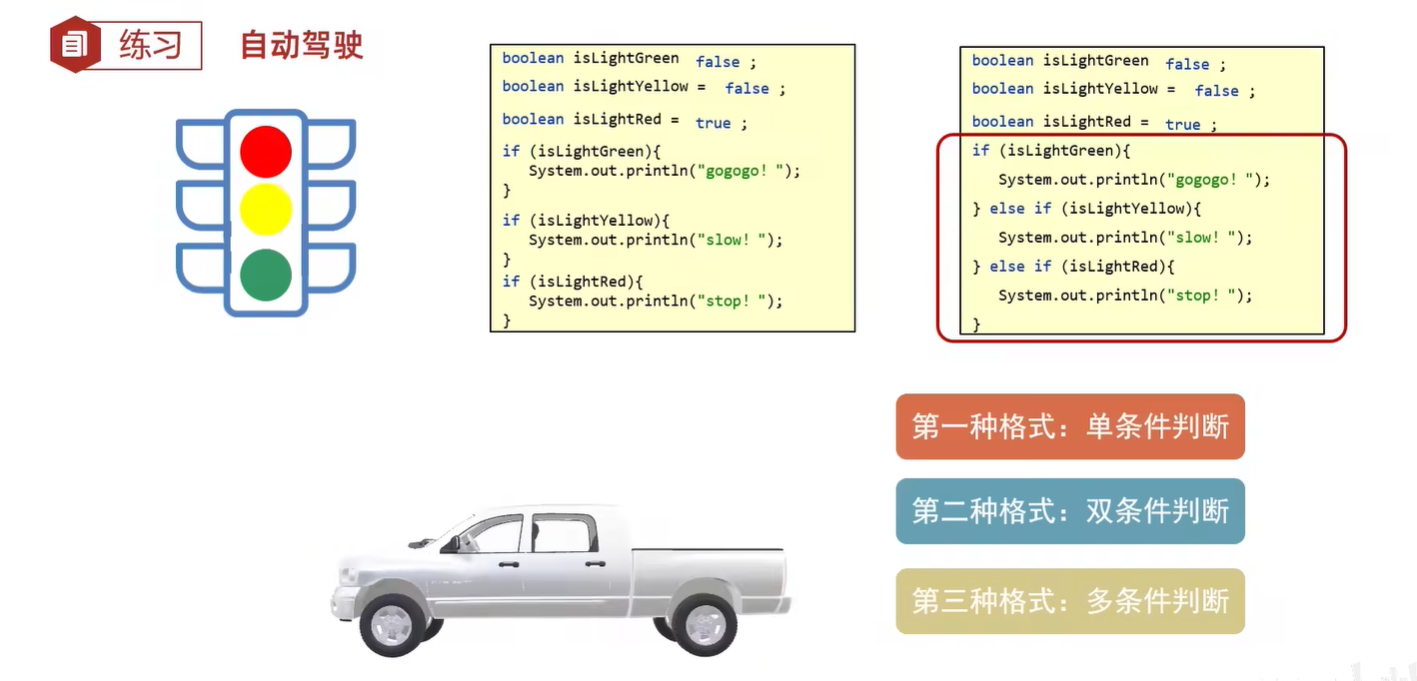 练习
自动驾驶
boolean isLightGreen false ;
boolean isLightYellow = false ;
boolean isLightRed = true ;
if (isLightGreen){
System.out.println("gogogo! ");
}
if (isLightYellow){
System.out.println("slow! ");
}
if (isLightRed){
System.out.println("stop! ");
}
boolean isLightGreen false ;
boolean isLightYellow = false ;
boolean isLightRed = true ;
if (isLightGreen){
System.out.println("gogogo! ");
} else if (isLightYellow){
System.out.println("slow! ");
} else if (isLightRed){
System.out.println("stop! ");
}
第一种格式：单条件判断
第二种格式：双条件判断
第三种格式：多条件判断